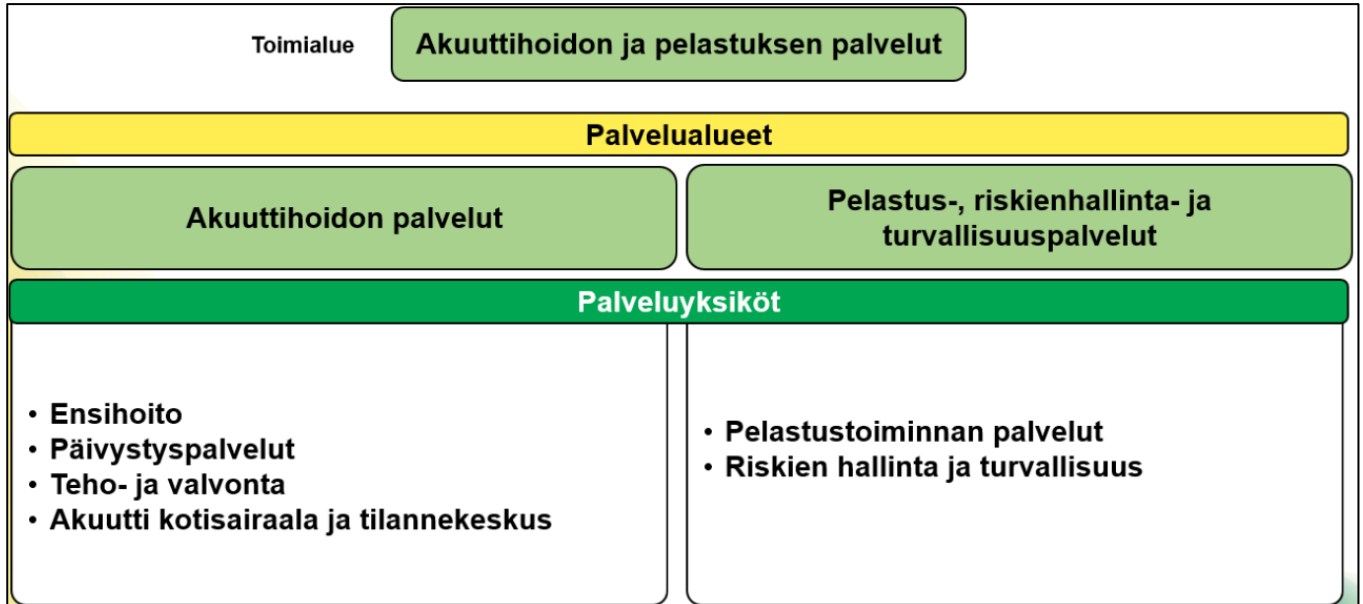 Toimialue
Akuuttihoidon ja pelastuksen palvelut
Palvelualueet
Akuuttihoidon palvelut
Pelastus-, riskienhallinta- ja
turvallisuuspalvelut
Palveluyksiköt
• Ensihoito
• Päivystyspalvelut
• Teho- ja valvonta
• Akuutti kotisairaala ja tilannekeskus
• Pelastustoiminnan palvelut
• Riskien hallinta ja turvallisuus